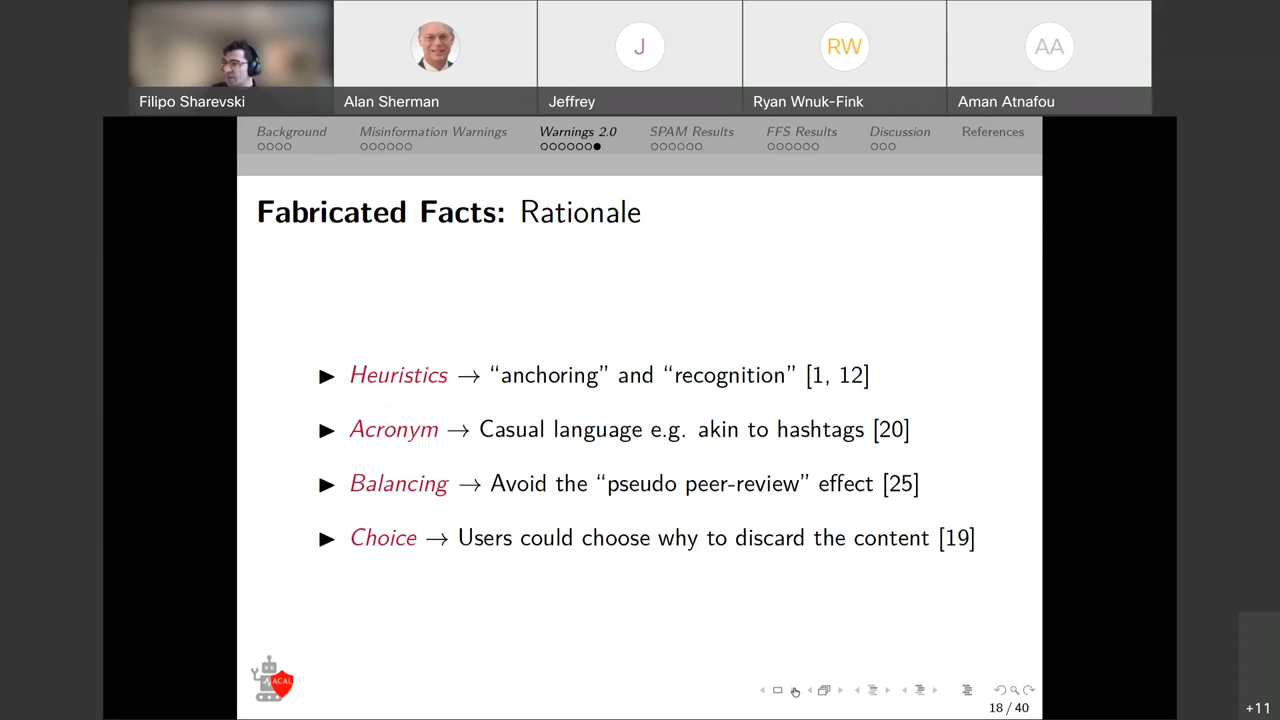 J
RW
AA
Filipo Sharevski
Alan Sherman
Jeffrey
Ryan Wnuk-Fink
Aman Atnafou
Background
Misinformation Warnings
Warnings 2.0
SPAM Results
FFS Results
Discussion
References
Fabricated Facts: Rationale
► Heuristics → “anchoring” and “recognition” [1, 12]
► Acronym → Casual language e.g. akin to hashtags [20]
► Balancing → Avoid the “pseudo peer-review” effect [25]
► Choice → Users could choose why to discard the content [19]
ACAL
18 / 40
+11